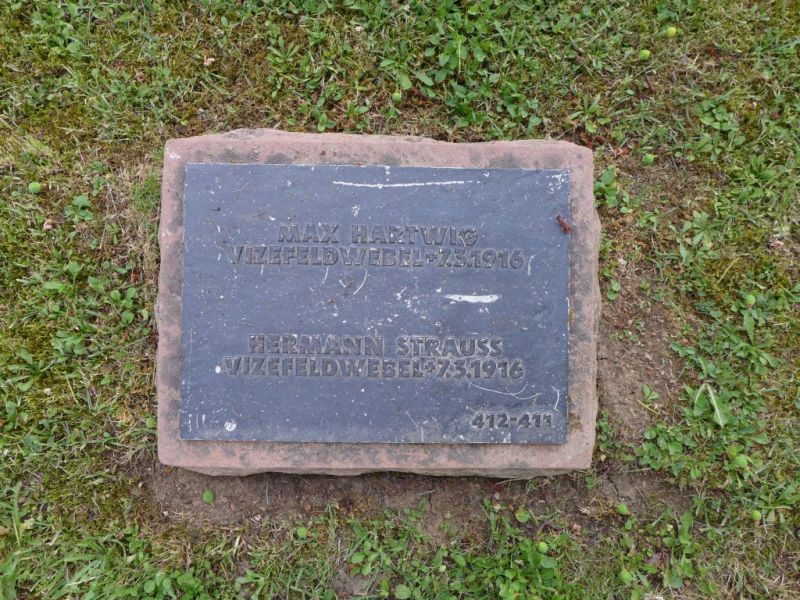 MAX HARTWIG
VIZEFELDWEBEL+7.3.1916
HERMANN STRAUSS
VIZEFELDWEBEL+7.3.1916
412-411